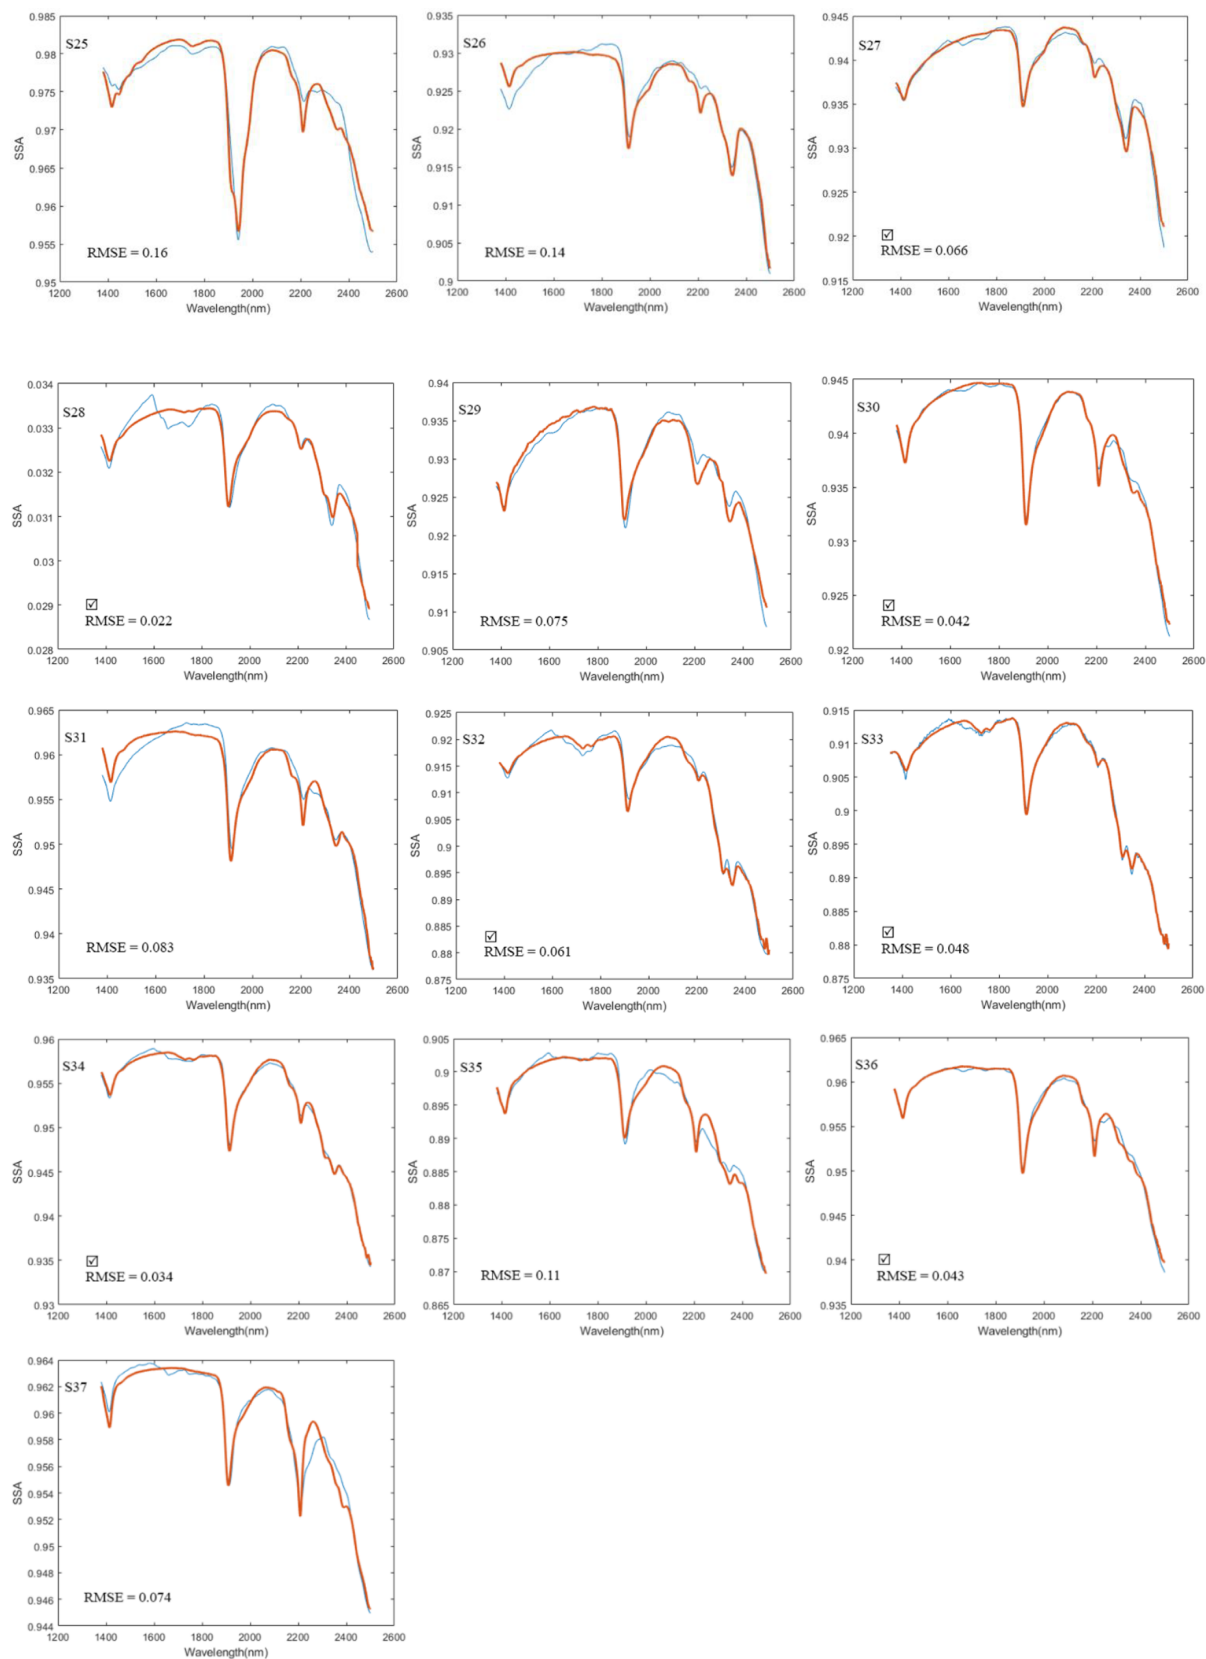 S25
SSA
0.985
0.98
0.975
0.97
0.965
0.96
0.955
0.95
RMSE = 0.16
1200 1400 1600 1800 2000 2200 2400 2600
Wavelength(nm)
S26
SSA
0.935
0.93
0.925
0.92
0.915
0.91
0.905
0.9
RMSE = 0.14
1200 1400 1600 1800 2000 2200 2400 2600
Wavelength(nm)
S27
SSA
0.945
0.94
0.935
0.93
0.925
0.92
0.915
☑
RMSE = 0.066
1200 1400 1600 1800 2000 2200 2400 2600
Wavelength(nm)
S28
SSA
0.034
0.033
0.032
0.031
0.03
0.029
0.028
☑
RMSE = 0.022
1200 1400 1600 1800 2000 2200 2400 2600
Wavelength(nm)
S29
SSA
0.94
0.935
0.93
0.925
0.92
0.915
0.91
0.905
RMSE = 0.075
1200 1400 1600 1800 2000 2200 2400 2600
Wavelength(nm)
S30
SSA
0.945
0.94
0.935
0.93
0.925
0.92
☑
RMSE = 0.042
1200 1400 1600 1800 2000 2200 2400 2600
Wavelength(nm)
S31
SSA
0.965
0.96
0.955
0.95
0.945
0.94
0.935
RMSE = 0.083
1200 1400 1600 1800 2000 2200 2400 2600
Wavelength(nm)
S32
SSA
0.925
0.92
0.915
0.91
0.905
0.9
0.895
0.89
0.885
0.88
0.875
☑
RMSE = 0.061
1200 1400 1600 1800 2000 2200 2400 2600
Wavelength(nm)
S33
SSA
0.915
0.91
0.905
0.9
0.895
0.89
0.885
0.88
0.875
☑
RMSE = 0.048
1200 1400 1600 1800 2000 2200 2400 2600
Wavelength(nm)
S34
SSA
0.96
0.955
0.95
0.945
0.94
0.935
0.93
☑
RMSE = 0.034
1200 1400 1600 1800 2000 2200 2400 2600
Wavelength(nm)
S35
SSA
0.905
0.9
0.895
0.89
0.885
0.88
0.875
0.87
0.865
RMSE = 0.11
1200 1400 1600 1800 2000 2200 2400 2600
Wavelength(nm)
S36
SSA
0.965
0.96
0.955
0.95
0.945
0.94
0.935
☑
RMSE = 0.043
1200 1400 1600 1800 2000 2200 2400 2600
Wavelength(nm)
S37
SSA
0.964
0.962
0.96
0.958
0.956
0.954
0.952
0.95
0.948
0.946
0.944
RMSE = 0.074
1200 1400 1600 1800 2000 2200 2400 2600
Wavelength(nm)